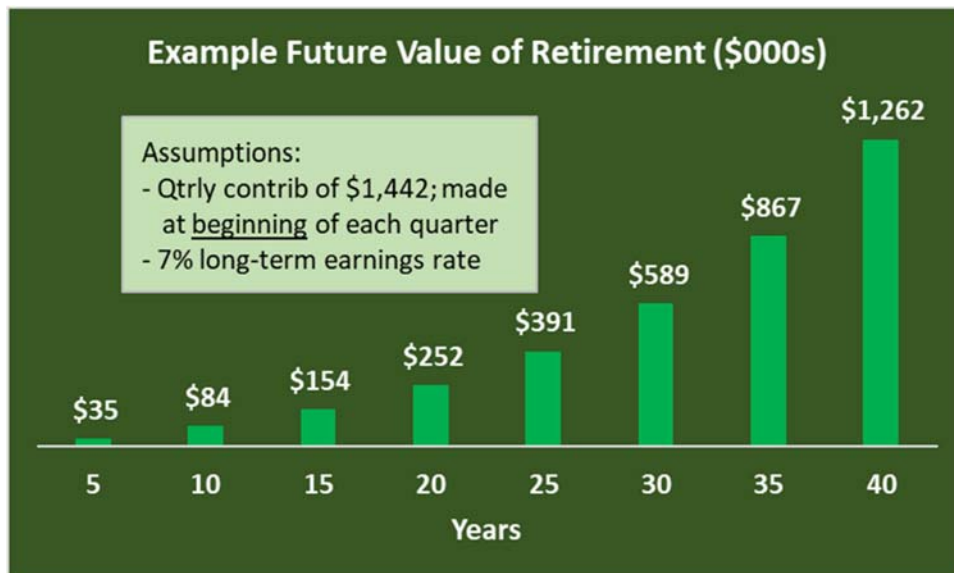 Example Future Value of Retirement ($000s)
Assumptions:
- Qtrly contrib of $1,442; made
at beginning of each quarter
- 7% long-term earnings rate
$35
$84
$154
$252
$391
$589
$867
$1,262
5 10 15 20 25 30 35 40
Years